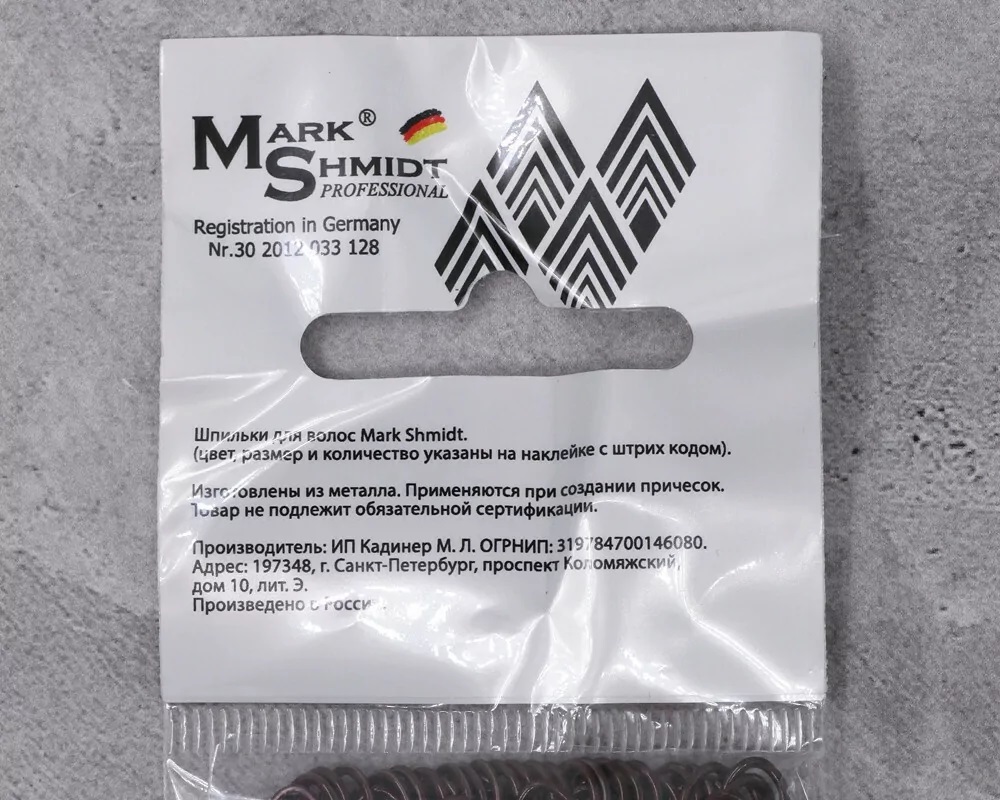 MARK®
SHMIDT
PROFESSIONAL
Registration in Germany
Nr.30 2012 033 128
Шпильки для волос Mark Shmidt.
(цвет, размер и количество указаны на наклейке с штрих кодом).
Изготовлены из металла. Применяются при создании причесок.
Товар не подлежит обязательной сертификации.
Производитель: ИП Кадинер М. Л. ОГРНИП: 319784700146080.
Адрес: 197348, г. Санкт-Петербург, проспект Коломяжский,
дом 10, лит. Э.
Произведено в России.